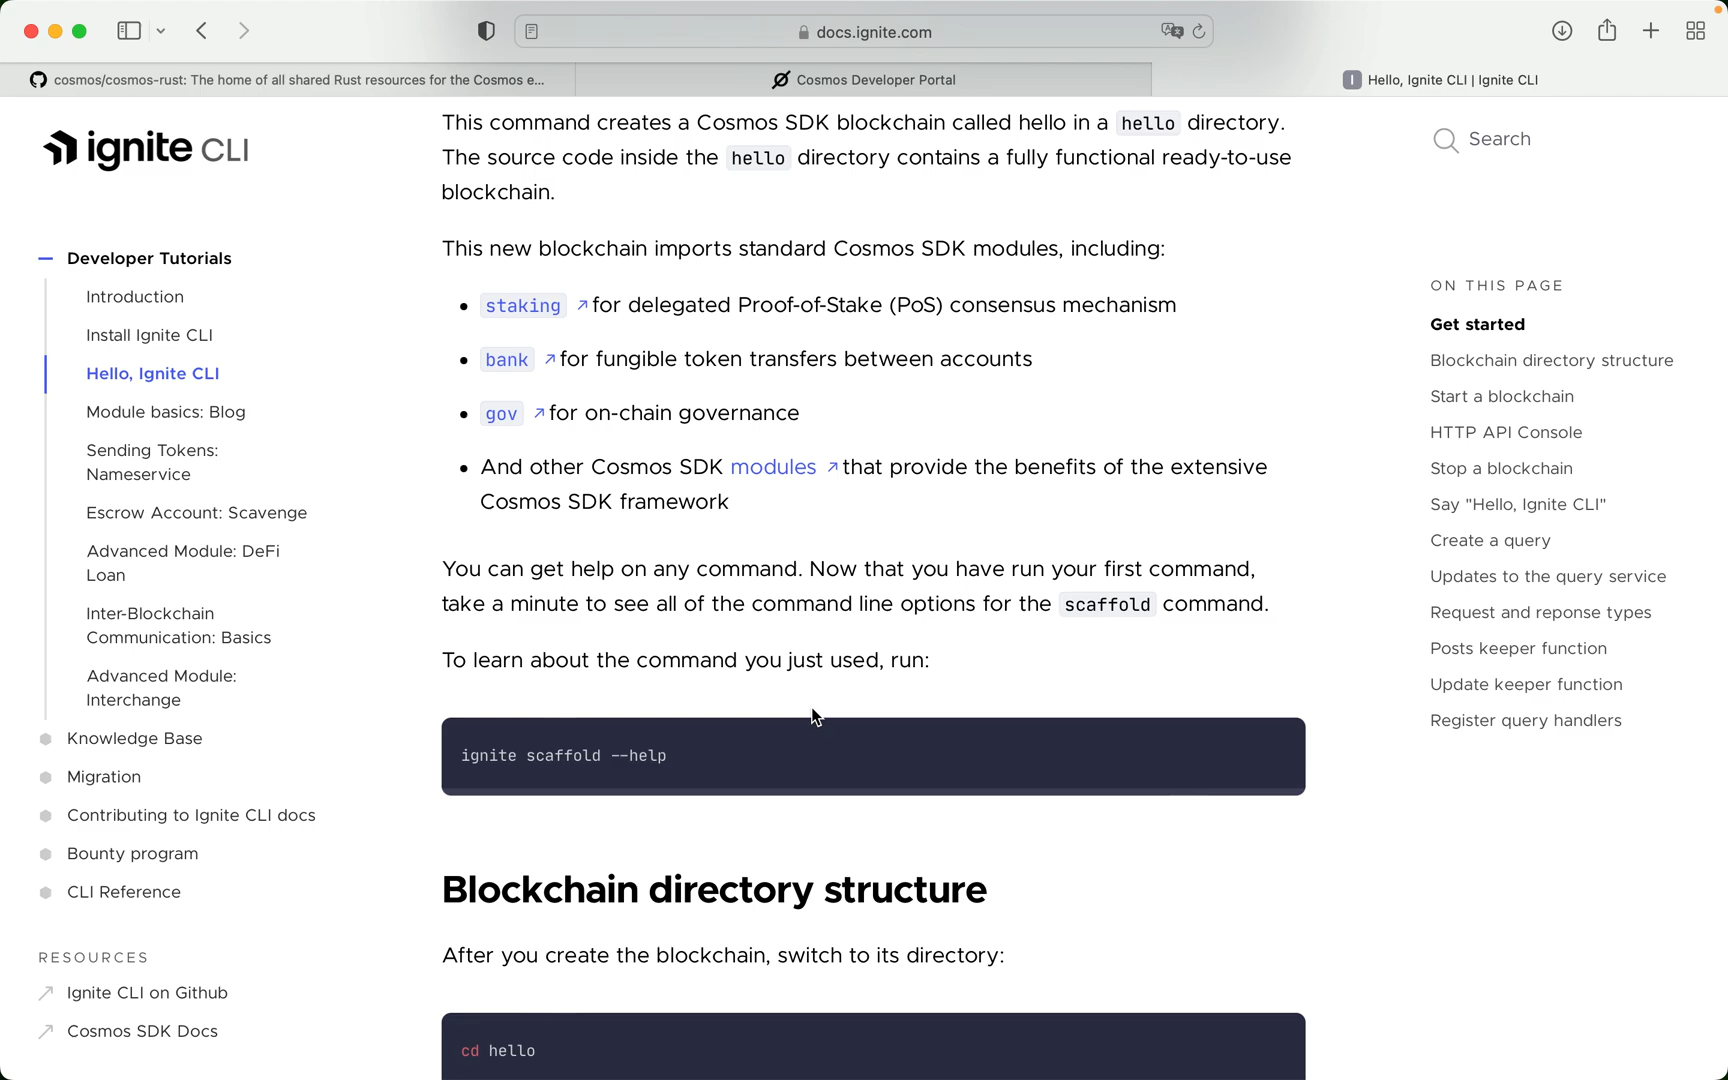 docs.ignite.com
cosmos/cosmos-rust: The home of all shared Rust resources for the Cosmos e...
Cosmos Developer Portal
I Hello, Ignite CLI | Ignite CLI
ignite CLI
Developer Tutorials
Introduction
Install Ignite CLI
Hello, Ignite CLI
Module basics: Blog
Sending Tokens:
Nameservice
Escrow Account: Scavenge
Advanced Module: DeFi
Loan
Inter-Blockchain
Communication: Basics
Advanced Module:
Interchange
Knowledge Base
Migration
Contributing to Ignite CLI docs
Bounty program
CLI Reference
RESOURCES
Ignite CLI on Github
Cosmos SDK Docs
This command creates a Cosmos SDK blockchain called hello in a hello directory.
The source code inside the hello directory contains a fully functional ready-to-use
blockchain.
This new blockchain imports standard Cosmos SDK modules, including:
• staking ↗ for delegated Proof-of-Stake (PoS) consensus mechanism
• bank ↗ for fungible token transfers between accounts
• gov ↗ for on-chain governance
• And other Cosmos SDK modules ↗ that provide the benefits of the extensive
Cosmos SDK framework
You can get help on any command. Now that you have run your first command,
take a minute to see all of the command line options for the scaffold command.
To learn about the command you just used, run:
ignite scaffold --help
Blockchain directory structure
After you create the blockchain, switch to its directory:
cd hello
Search
ON THIS PAGE
Get started
Blockchain directory structure
Start a blockchain
HTTP API Console
Stop a blockchain
Say "Hello, Ignite CLI"
Create a query
Updates to the query service
Request and reponse types
Posts keeper function
Update keeper function
Register query handlers